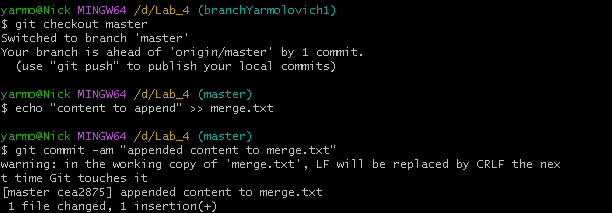 yarmo@Nick MINGW64 /d/Lab_4 (branchYarmolovich1)
$ git checkout master
Switched to branch 'master'
Your branch is ahead of 'origin/master' by 1 commit.
  (use "git push" to publish your local commits)

yarmo@Nick MINGW64 /d/Lab_4 (master)
$ echo "content to append" >> merge.txt

yarmo@Nick MINGW64 /d/Lab_4 (master)
$ git commit -am "appended content to merge.txt"
warning: in the working copy of 'merge.txt', LF will be replaced by CRLF the nex
t time Git touches it
[master cea2875] appended content to merge.txt
 1 file changed, 1 insertion(+)